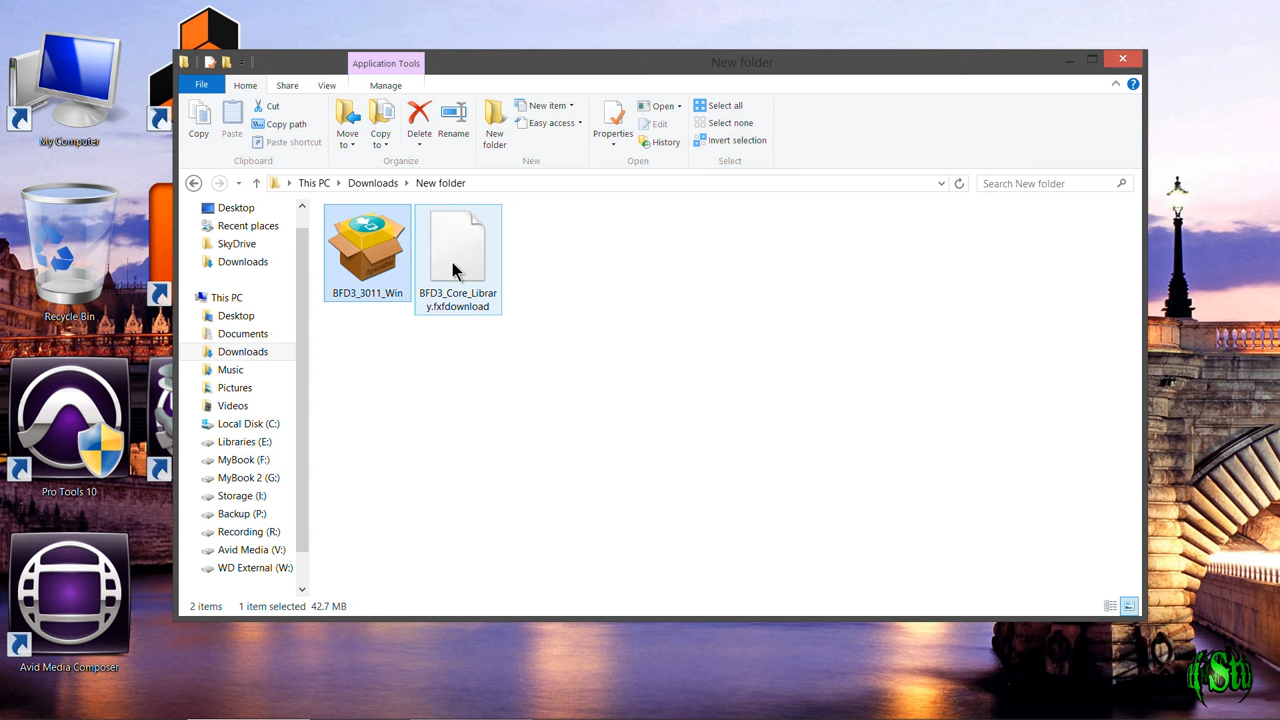 New folder
Application Tools
File
Home
Share
View
Manage
Copy
Paste
Cut
Copy path
Paste shortcut
Clipboard
Move
to
Copy
to
Delete
Rename
Organize
New
folder
New item
Easy access
New
Properties
Open
Edit
History
Open
Select all
Select none
Invert selection
Select
This PC
Downloads
New folder
Search New folder
Desktop
Recent places
SkyDrive
Downloads
This PC
Desktop
Documents
Downloads
Music
Pictures
Videos
Local Disk (C:)
Libraries (E:)
MyBook (F:)
MyBook 2 (G:)
Storage (I:)
Backup (P:)
Recording (R:)
Avid Media (V:)
WD External (W:)
BFD3_3011_Win
BFD3_Core_Librar
y.fxfdownload
2 items
1 item selected 42.7 MB
My Computer
Recycle Bin
Pro Tools 10
Avid Media Composer